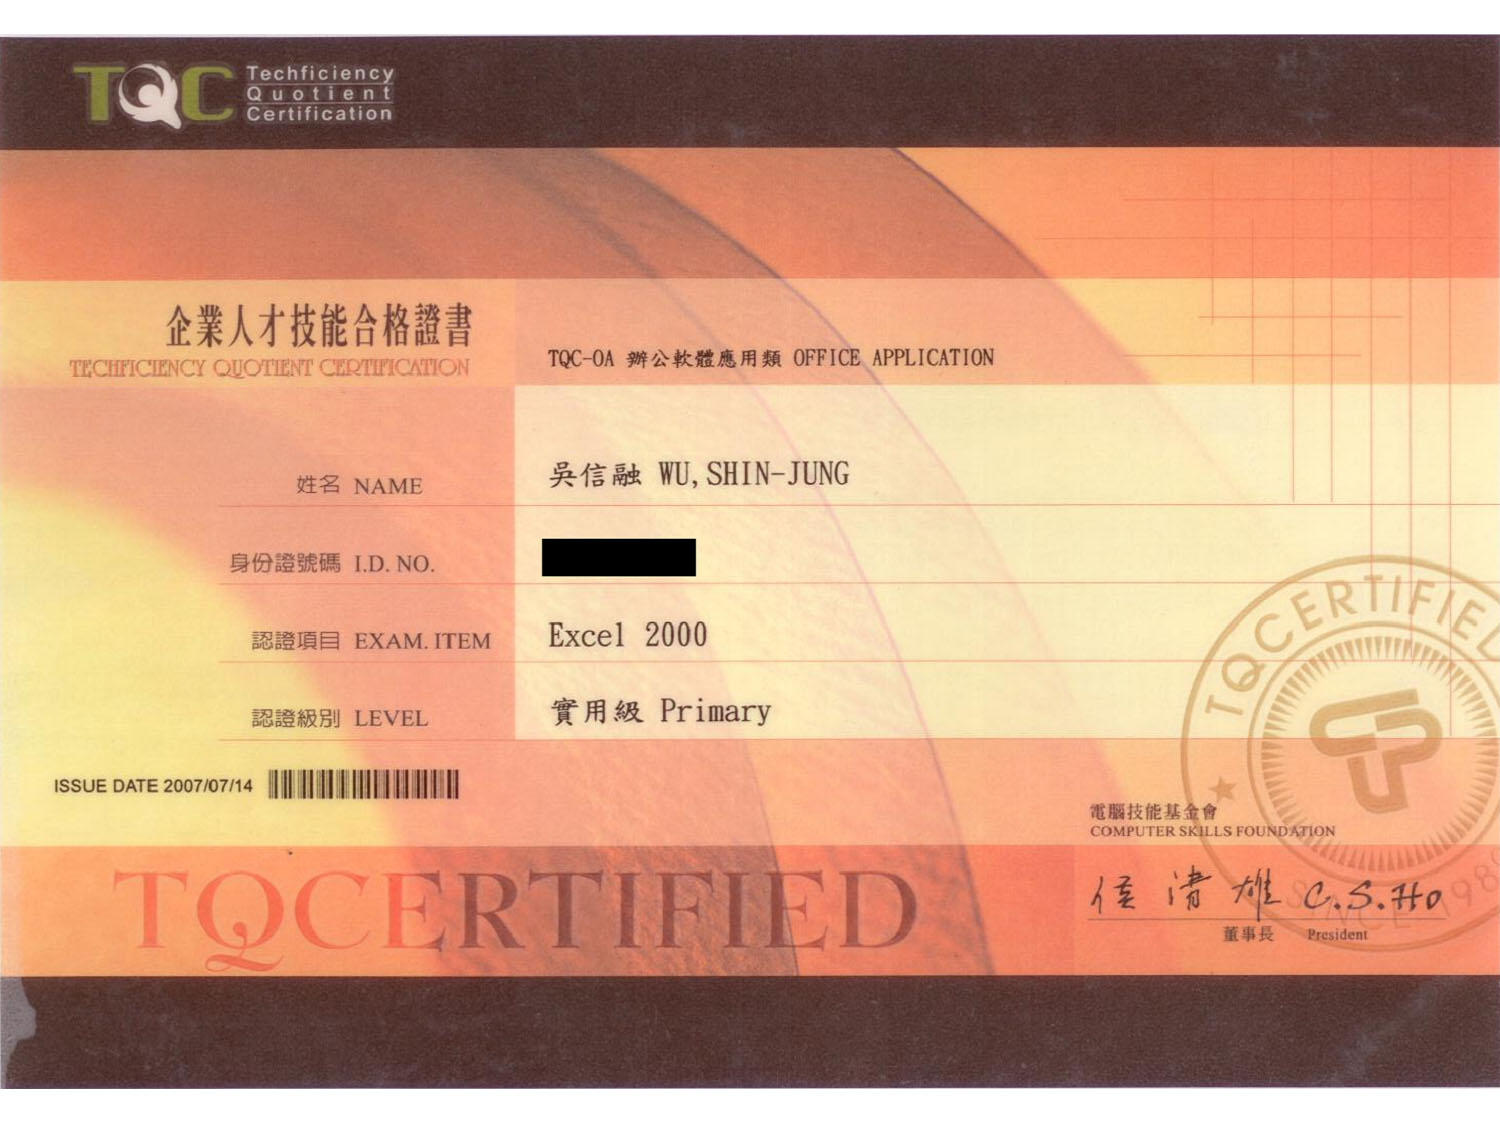 TQC Techficiency
Quotient
Certification
企業人才技能合格證書
TECHFICIENCY QUOTIENT CERTIFICATION
TQC-OA 辦公軟體應用類 OFFICE APPLICATION
姓名 NAME 吳信融 WU,SHIN-JUNG
身份證號碼 I.D. NO.
認證項目 EXAM. ITEM Excel 2000
認證級別 LEVEL 實用級 Primary
ISSUE DATE 2007/07/14
TQCERTIFIED
電腦技能基金會
COMPUTER SKILLS FOUNDATION
侯清雄 C.S.Ho
董事長 President
TQCERTIFIED
SINCE 198